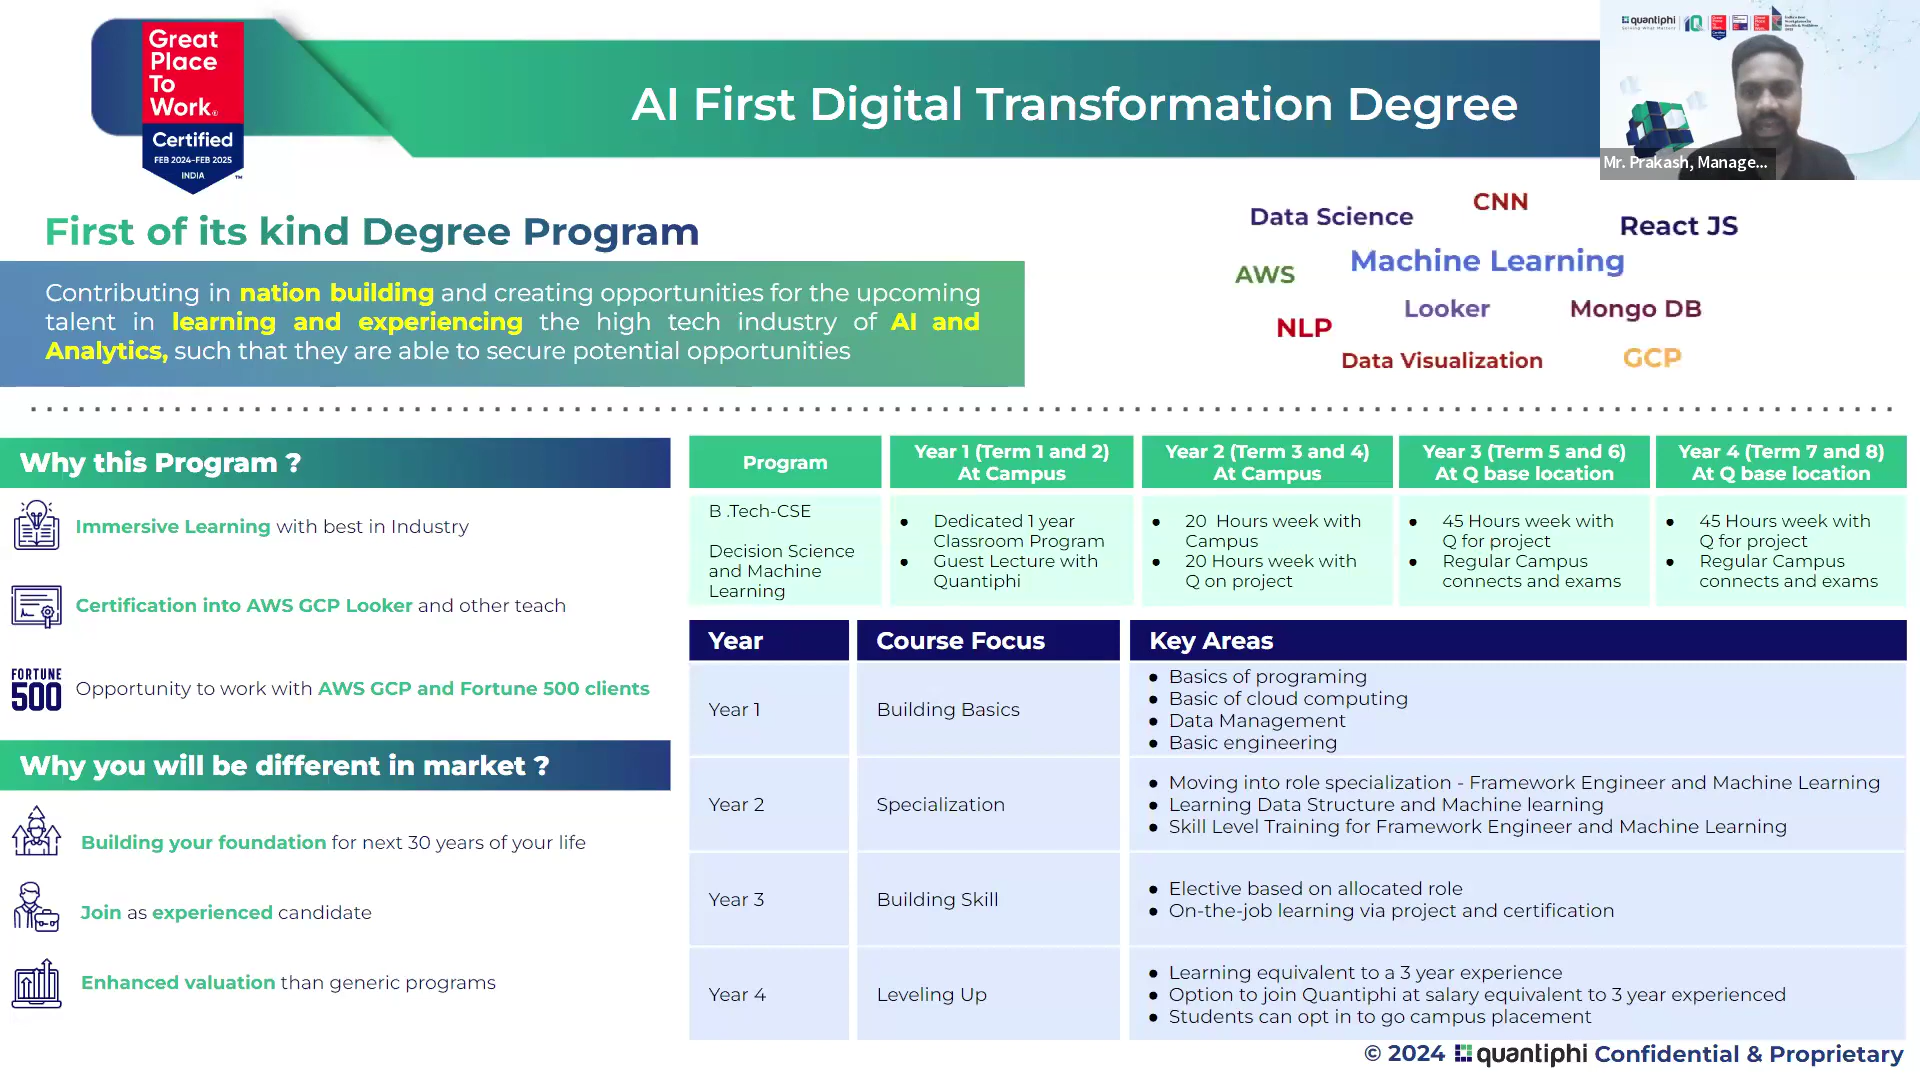 Great
Place
To
Work®
Certified
FEB 2024-FEB 2025
INDIA
™
AI First Digital Transformation Degree
quantiphi
Mr. Prakash, Manage...
First of its kind Degree Program
Contributing in nation building and creating opportunities for the upcoming
talent in learning and experiencing the high tech industry of AI and
Analytics, such that they are able to secure potential opportunities
Data Science
CNN
React JS
AWS
Machine Learning
NLP
Looker
Mongo DB
Data Visualization
GCP
Why this Program ?
Immersive Learning with best in Industry
Certification into AWS GCP Looker and other teach
FORTUNE
500
Opportunity to work with AWS GCP and Fortune 500 clients
Why you will be different in market ?
Building your foundation for next 30 years of your life
Join as experienced candidate
Enhanced valuation than generic programs
Program
Year 1 (Term 1 and 2)
At Campus
Year 2 (Term 3 and 4)
At Campus
Year 3 (Term 5 and 6)
At Q base location
Year 4 (Term 7 and 8)
At Q base location
B .Tech-CSE
Decision Science
and Machine
Learning
● Dedicated 1 year
Classroom Program
● Guest Lecture with
Quantiphi
● 20 Hours week with
Campus
● 20 Hours week with
Q on project
● 45 Hours week with
Q for project
● Regular Campus
connects and exams
● 45 Hours week with
Q for project
● Regular Campus
connects and exams
Year
Course Focus
Key Areas
Year 1
Building Basics
● Basics of programing
● Basic of cloud computing
● Data Management
● Basic engineering
Year 2
Specialization
● Moving into role specialization - Framework Engineer and Machine Learning
● Learning Data Structure and Machine learning
● Skill Level Training for Framework Engineer and Machine Learning
Year 3
Building Skill
● Elective based on allocated role
● On-the-job learning via project and certification
Year 4
Leveling Up
● Learning equivalent to a 3 year experience
● Option to join Quantiphi at salary equivalent to 3 year experienced
● Students can opt in to go campus placement
© 2024 quantiphi Confidential & Proprietary